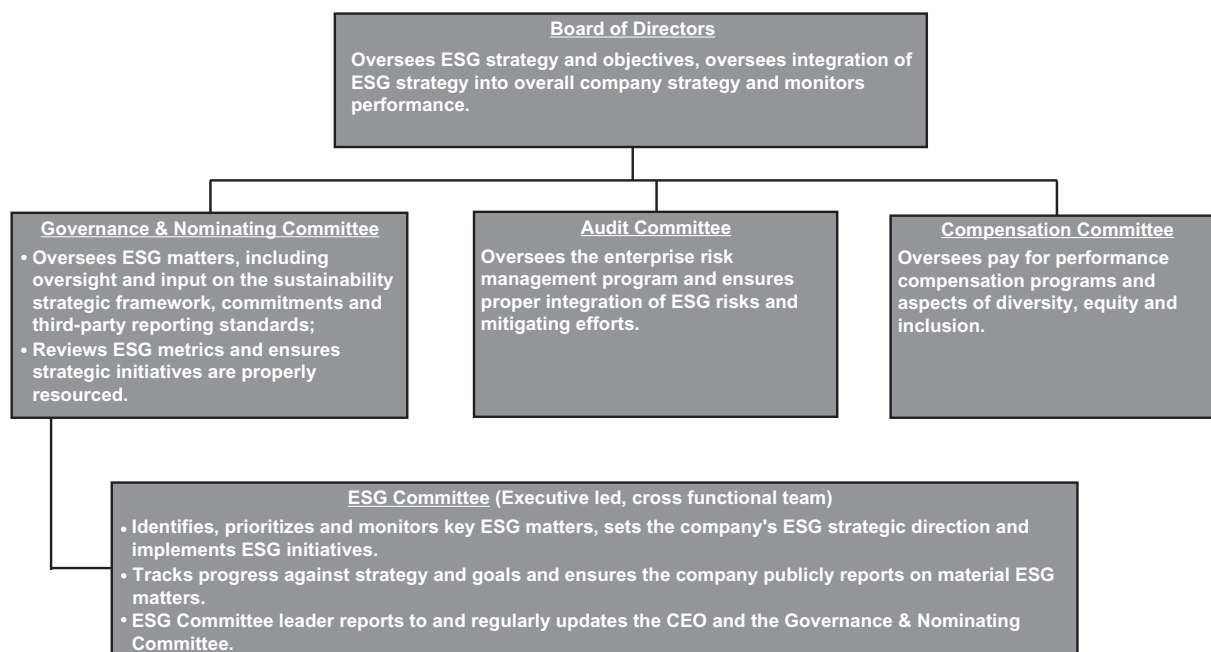 Board of Directors
Oversees ESG strategy and objectives, oversees integration of
ESG strategy into overall company strategy and monitors
performance.
Governance & Nominating Committee
• Oversees ESG matters, including
oversight and input on the sustainability
strategic framework, commitments and
third-party reporting standards;
• Reviews ESG metrics and ensures
strategic initiatives are properly
resourced.
Audit Committee
Oversees the enterprise risk
management program and ensures
proper integration of ESG risks and
mitigating efforts.
Compensation Committee
Oversees pay for performance
compensation programs and
aspects of diversity, equity and
inclusion.
ESG Committee (Executive led, cross functional team)
• Identifies, prioritizes and monitors key ESG matters, sets the company's ESG strategic direction and
implements ESG initiatives.
• Tracks progress against strategy and goals and ensures the company publicly reports on material ESG
matters.
• ESG Committee leader reports to and regularly updates the CEO and the Governance & Nominating
Committee.